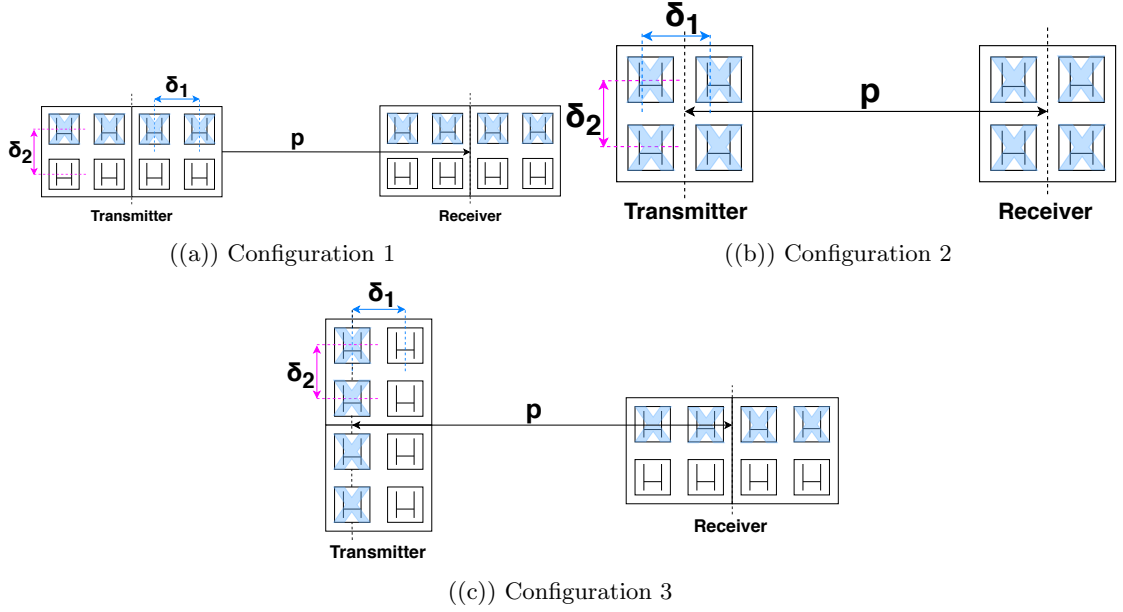 δ1
δ2
p
Transmitter
Receiver
((a)) Configuration 1
δ1
δ2
p
Transmitter
Receiver
((b)) Configuration 2
δ1
δ2
p
Transmitter
Receiver
((c)) Configuration 3